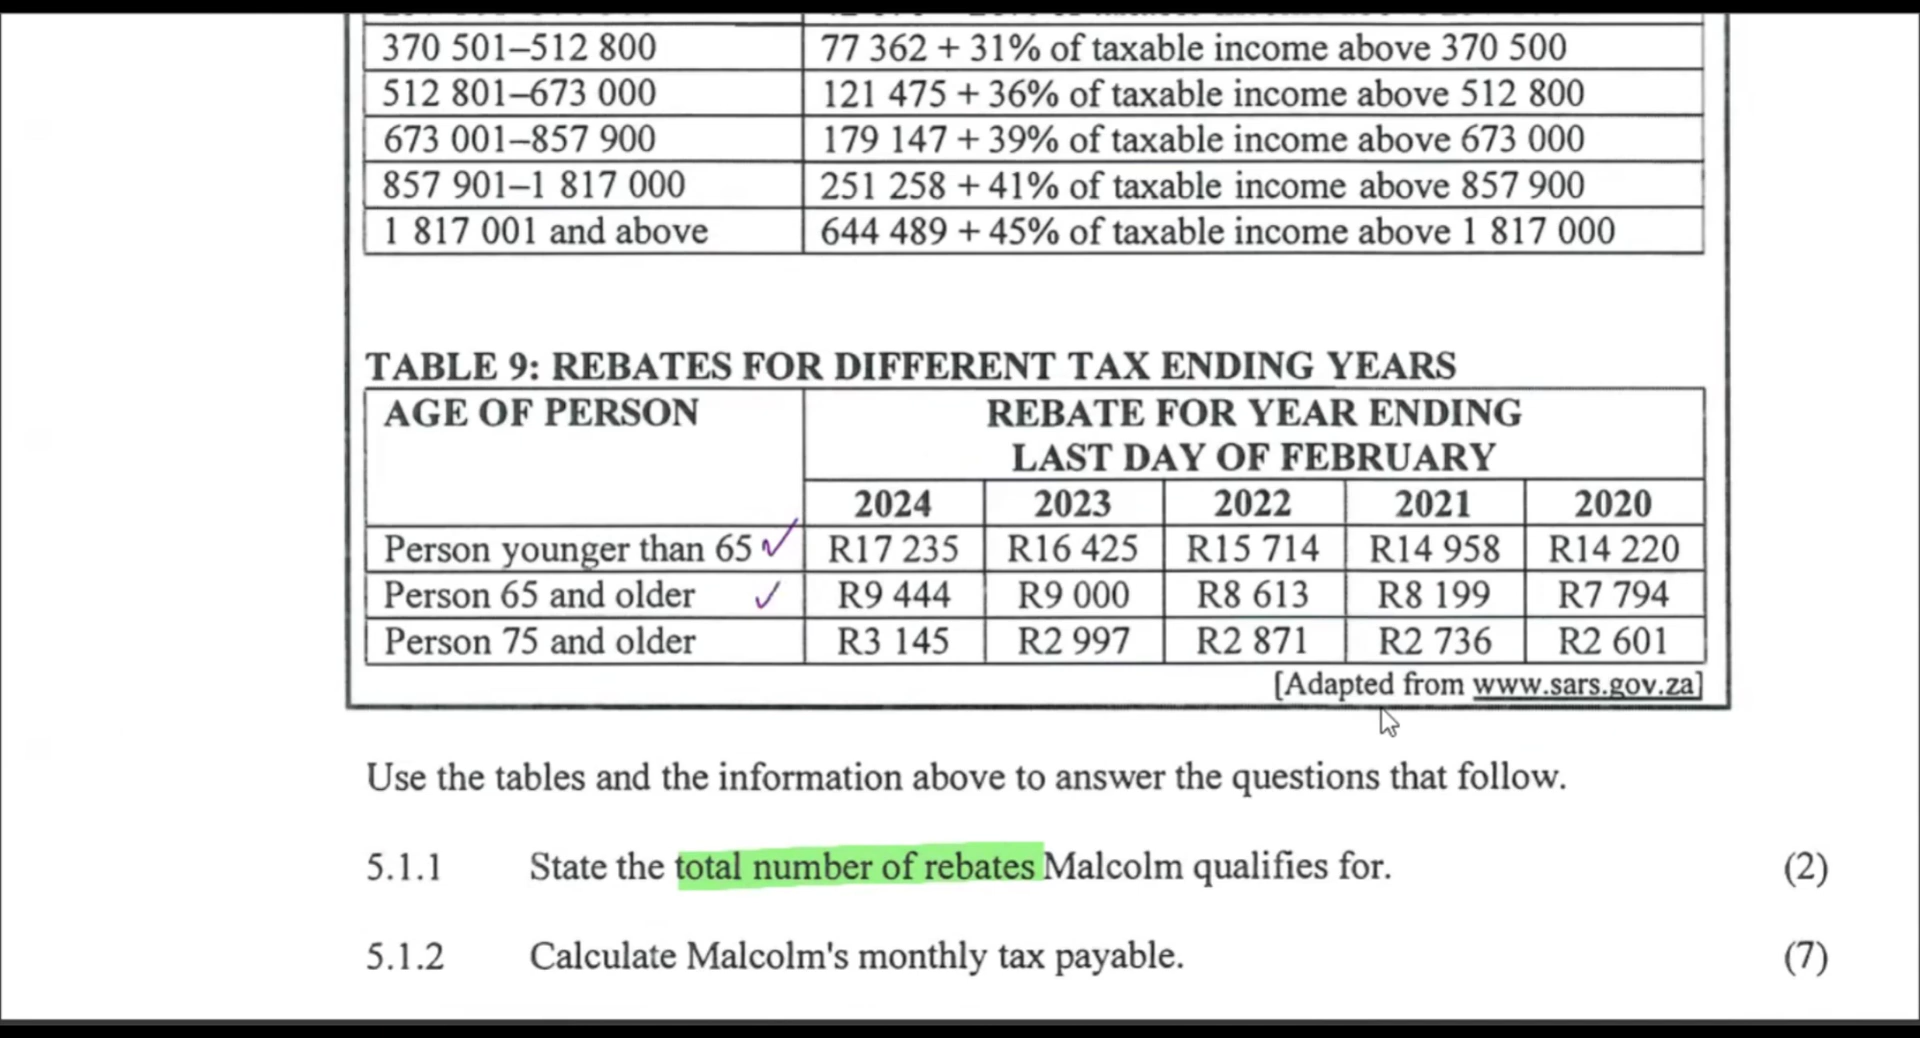 370 501–512 800 77 362 + 31% of taxable income above 370 500
512 801–673 000 121 475 + 36% of taxable income above 512 800
673 001–857 900 179 147 + 39% of taxable income above 673 000
857 901–1 817 000 251 258 + 41% of taxable income above 857 900
1 817 001 and above 644 489 + 45% of taxable income above 1 817 000
TABLE 9: REBATES FOR DIFFERENT TAX ENDING YEARS
AGE OF PERSON REBATE FOR YEAR ENDING
LAST DAY OF FEBRUARY
2024 2023 2022 2021 2020
Person younger than 65 R17 235 R16 425 R15 714 R14 958 R14 220
Person 65 and older R9 444 R9 000 R8 613 R8 199 R7 794
Person 75 and older R3 145 R2 997 R2 871 R2 736 R2 601
[Adapted from www.sars.gov.za]
Use the tables and the information above to answer the questions that follow.
5.1.1 State the total number of rebates Malcolm qualifies for. (2)
5.1.2 Calculate Malcolm's monthly tax payable. (7)